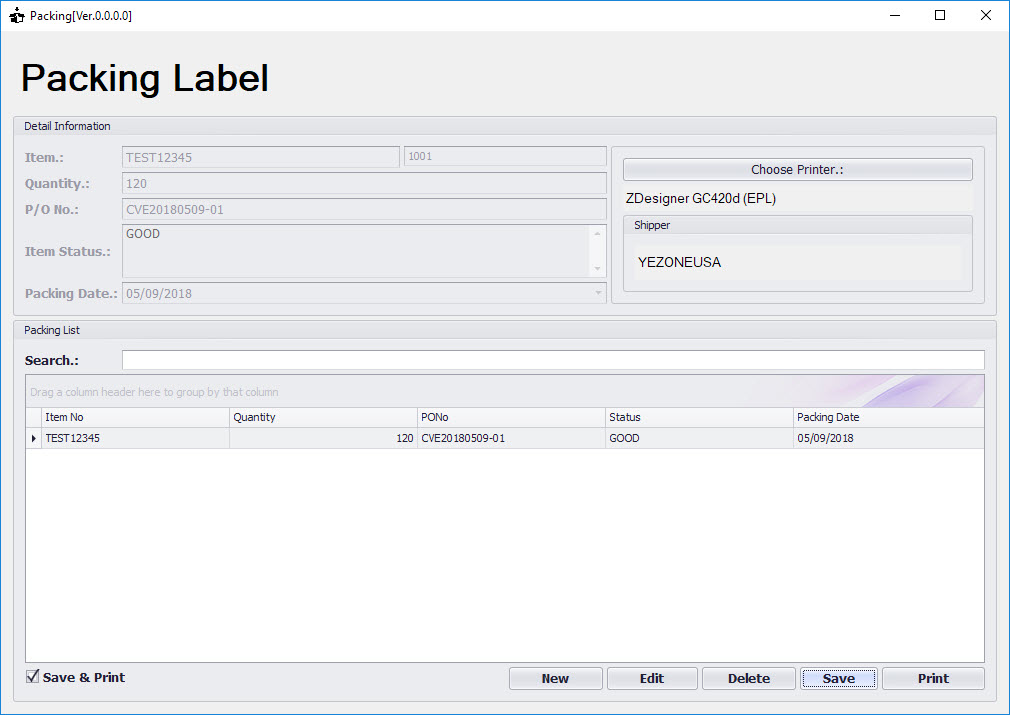 Packing[Ver.0.0.0.0]
Packing Label
Detail Information
Item.: TEST12345 1001
Quantity.: 120
P/O No.: CVE20180509-01
Item Status.: GOOD
Packing Date.: 05/09/2018
Choose Printer.:
ZDesigner GC420d (EPL)
Shipper
YEZONEUSA
Packing List
Search.:
Drag a column header here to group by that column
Item No Quantity PONo Status Packing Date
TEST12345 120 CVE20180509-01 GOOD 05/09/2018
Save & Print New Edit Delete Save Print